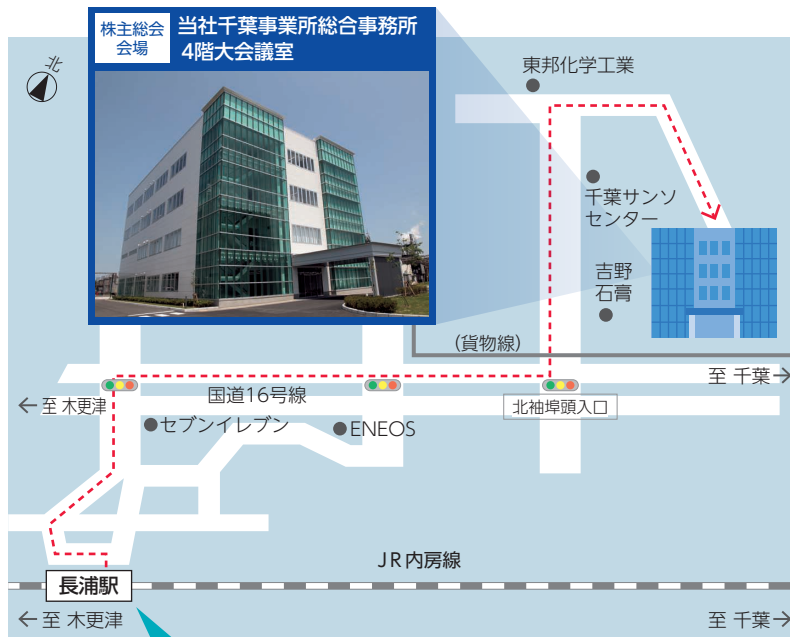 株主総会
会場
当社千葉事業所総合事務所
4階大会議室
北
東邦化学工業
千葉サンソ
センター
吉野
石膏
(貨物線)
至 千葉
国道16号線
至 木更津
北袖埠頭入口
セブンイレブン
ENEOS
JR内房線
長浦駅
至 木更津
至 千葉